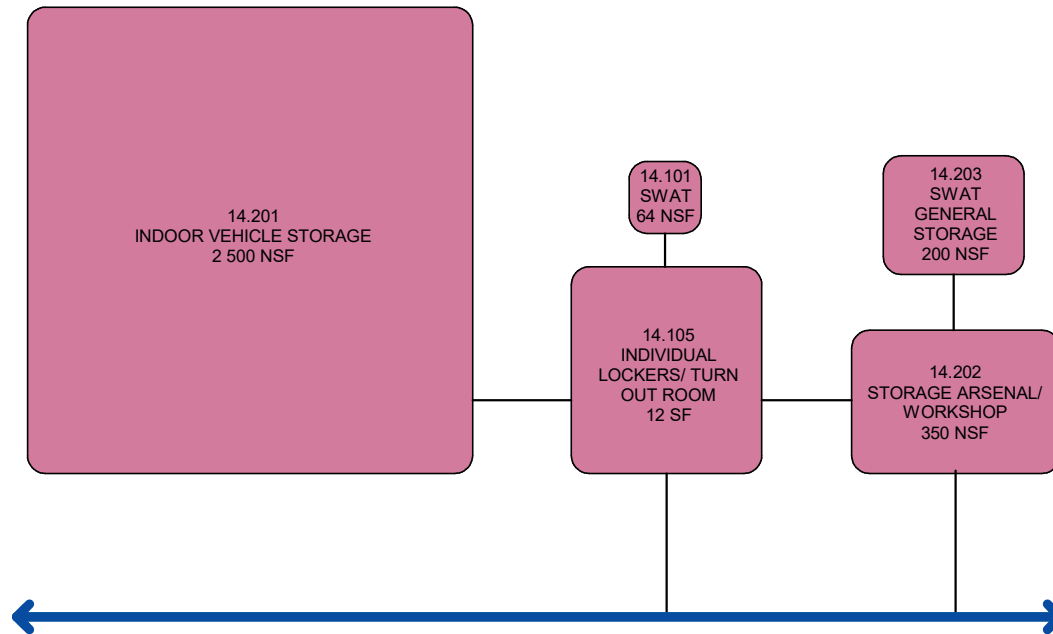 14.201
INDOOR VEHICLE STORAGE
2 500 NSF
14.101
SWAT
64 NSF
14.203
SWAT
GENERAL
STORAGE
200 NSF
14.105
INDIVIDUAL
LOCKERS/ TURN
OUT ROOM
12 SF
14.202
STORAGE ARSENAL/
WORKSHOP
350 NSF